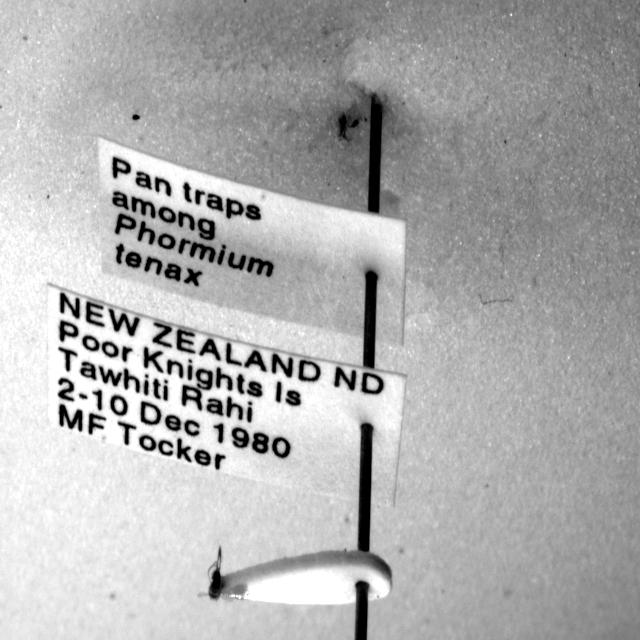 Pan traps
among
Phormium
tenax
NEW ZEALAND ND
Poor Knights Is
Tawhiti Rahi
2-10 Dec 1980
MF Tocker